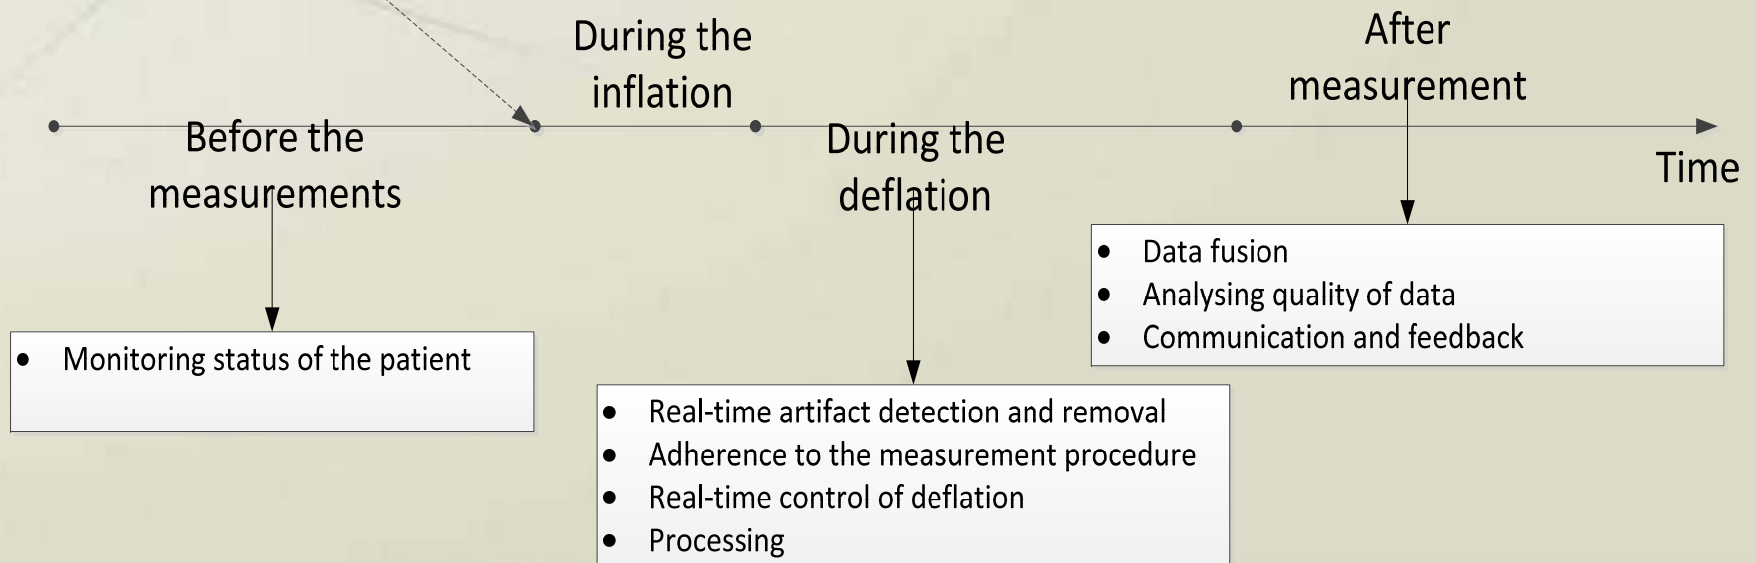 During the
inflation
After
measurement
Before the
measurements
During the
deflation
Time
• Monitoring status of the patient
• Real-time artifact detection and removal
• Adherence to the measurement procedure
• Real-time control of deflation
• Processing
• Data fusion
• Analysing quality of data
• Communication and feedback